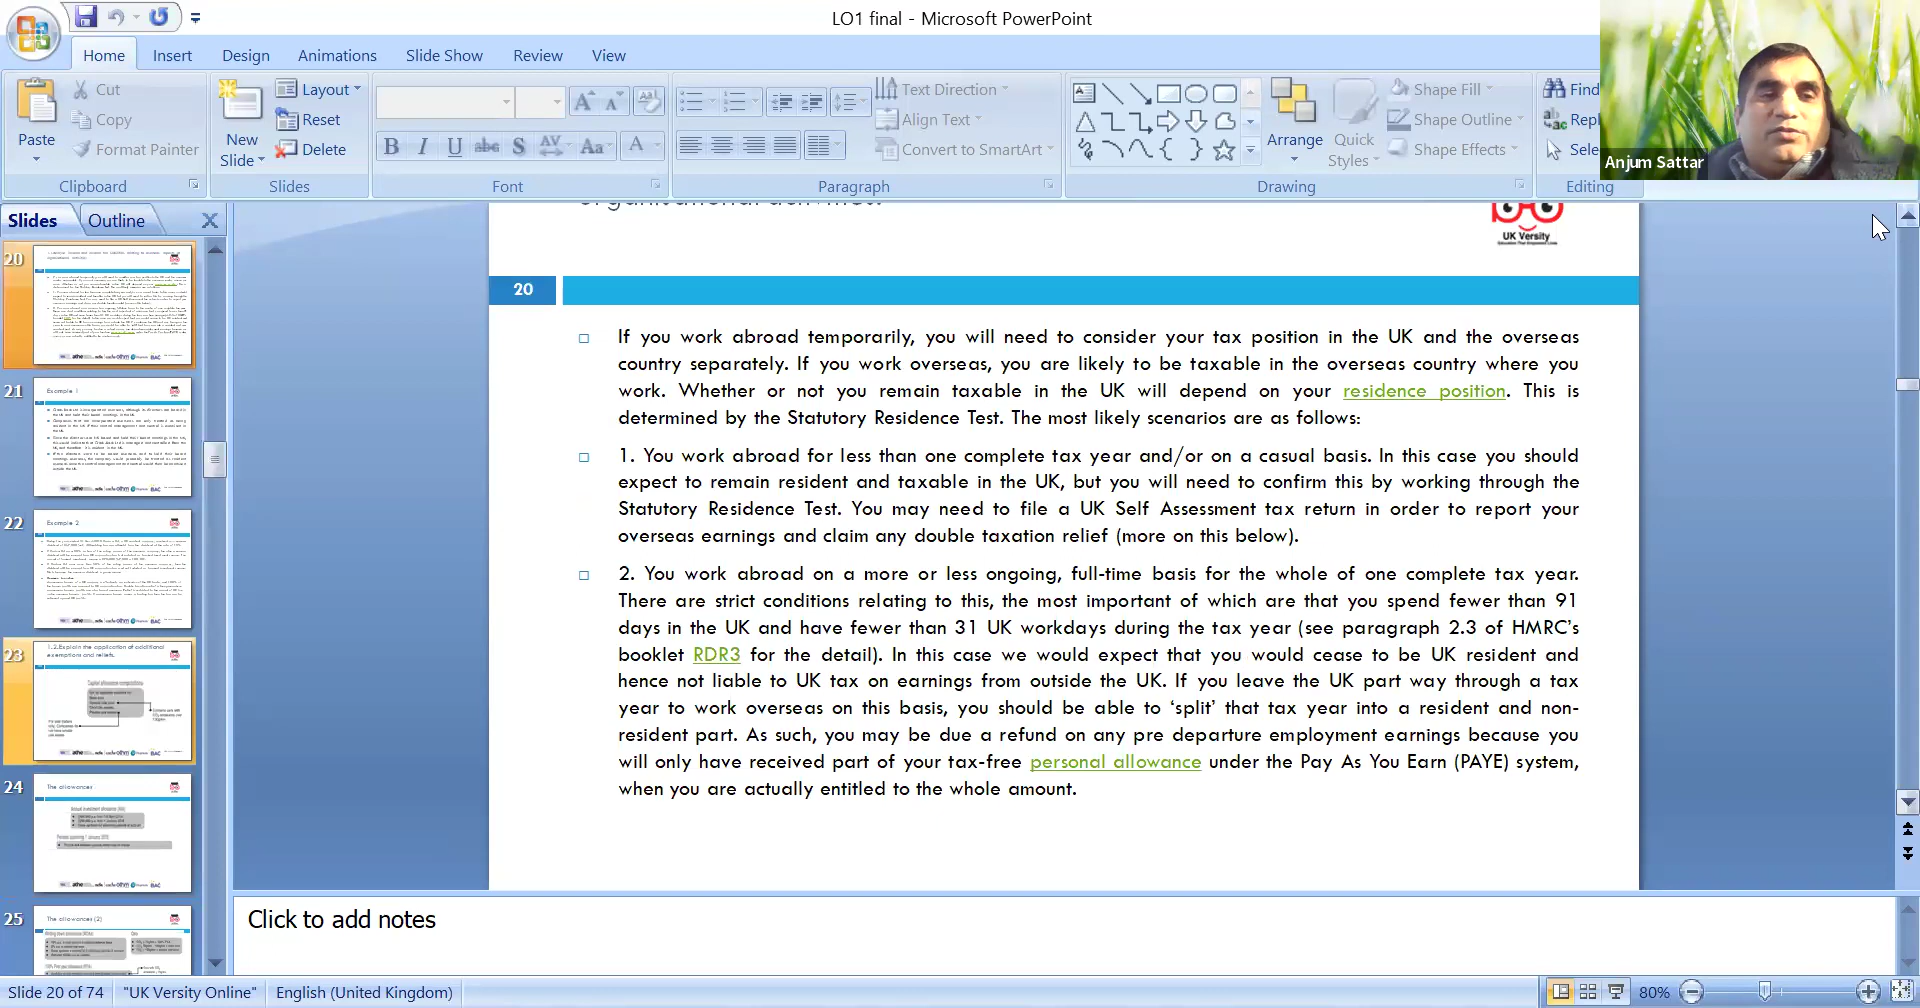 LO1 final - Microsoft PowerPoint
Home Insert Design Animations Slide Show Review View
Paste
Cut
Copy
Format Painter
Clipboard
New Slide
Layout
Reset
Delete
Slides
Font
Text Direction
Align Text
Convert to SmartArt
Paragraph
Arrange
Quick Styles
Shape Fill
Shape Outline
Shape Effects
Drawing
Find
Editing
Anjum Sattar
Slides Outline
20
21
Example 1
22
Example 2
23
1.2.Explain the application of additional exemptions and reliefs.
24
The allowances
25
The allowances (2)
UK Versity
20
If you work abroad temporarily, you will need to consider your tax position in the UK and the overseas
country separately. If you work overseas, you are likely to be taxable in the overseas country where you
work. Whether or not you remain taxable in the UK will depend on your residence position. This is
determined by the Statutory Residence Test. The most likely scenarios are as follows:
1. You work abroad for less than one complete tax year and/or on a casual basis. In this case you should
expect to remain resident and taxable in the UK, but you will need to confirm this by working through the
Statutory Residence Test. You may need to file a UK Self Assessment tax return in order to report your
overseas earnings and claim any double taxation relief (more on this below).
2. You work abroad on a more or less ongoing, full-time basis for the whole of one complete tax year.
There are strict conditions relating to this, the most important of which are that you spend fewer than 91
days in the UK and have fewer than 31 UK workdays during the tax year (see paragraph 2.3 of HMRC's
booklet RDR3 for the detail). In this case we would expect that you would cease to be UK resident and
hence not liable to UK tax on earnings from outside the UK. If you leave the UK part way through a tax
year to work overseas on this basis, you should be able to ‘split’ that tax year into a resident and non-
resident part. As such, you may be due a refund on any pre departure employment earnings because you
will only have received part of your tax-free personal allowance under the Pay As You Earn (PAYE) system,
when you are actually entitled to the whole amount.
Click to add notes
Slide 20 of 74 "UK Versity Online" English (United Kingdom) 80%